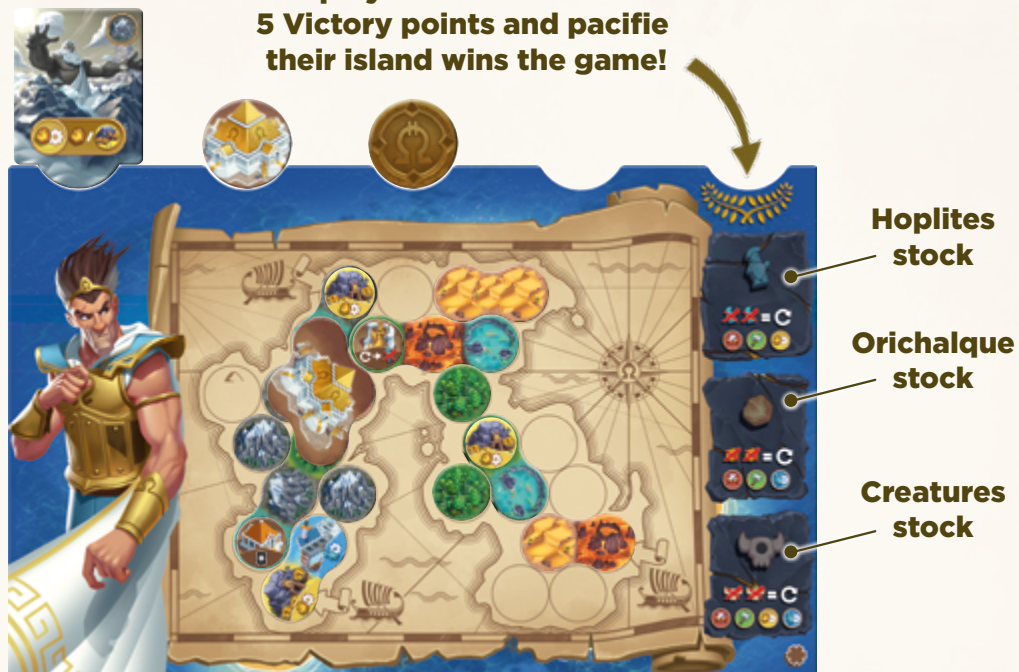 5 Victory points and pacifie
their island wins the game!
Hoplites
stock
Orichalque
stock
Creatures
stock